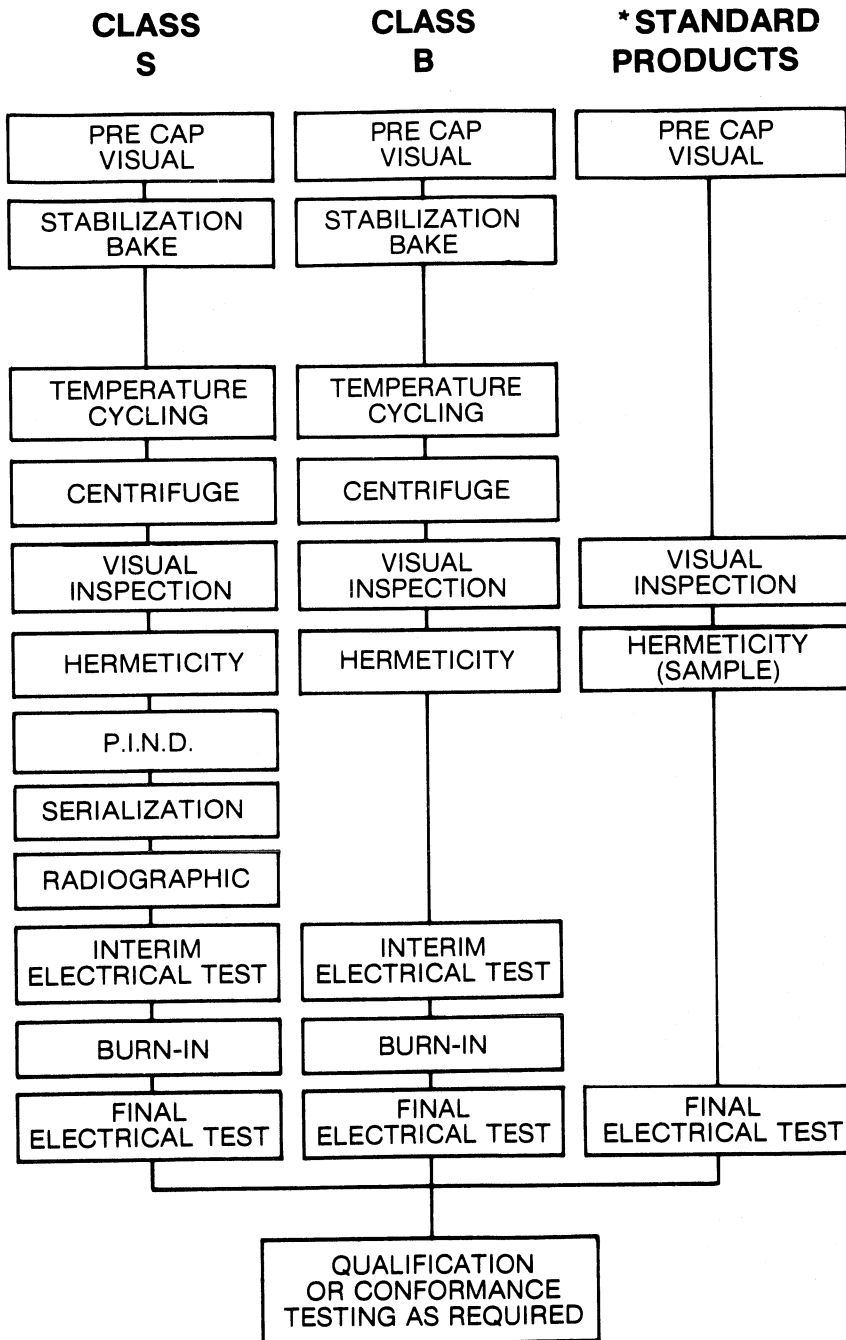 CLASS
S
CLASS
B
*STANDARD
PRODUCTS
PRE CAP
VISUAL
STABILIZATION
BAKE
TEMPERATURE
CYCLING
CENTRIFUGE
VISUAL
INSPECTION
HERMETICITY
P.I.N.D.
SERIALIZATION
RADIOGRAPHIC
INTERIM
ELECTRICAL TEST
BURN-IN
FINAL
ELECTRICAL TEST
PRE CAP
VISUAL
STABILIZATION
BAKE
TEMPERATURE
CYCLING
CENTRIFUGE
VISUAL
INSPECTION
HERMETICITY
INTERIM
ELECTRICAL TEST
BURN-IN
FINAL
ELECTRICAL TEST
PRE CAP
VISUAL
VISUAL
INSPECTION
HERMETICITY
(SAMPLE)
FINAL
ELECTRICAL TEST
QUALIFICATION
OR CONFORMANCE
TESTING AS REQUIRED